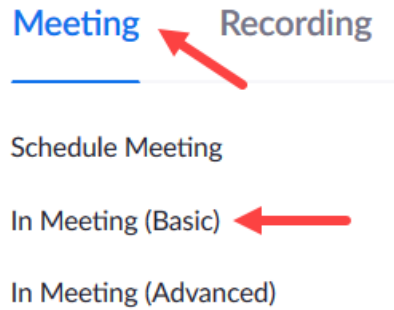 Meeting Recording
Schedule Meeting
In Meeting (Basic)
In Meeting (Advanced)